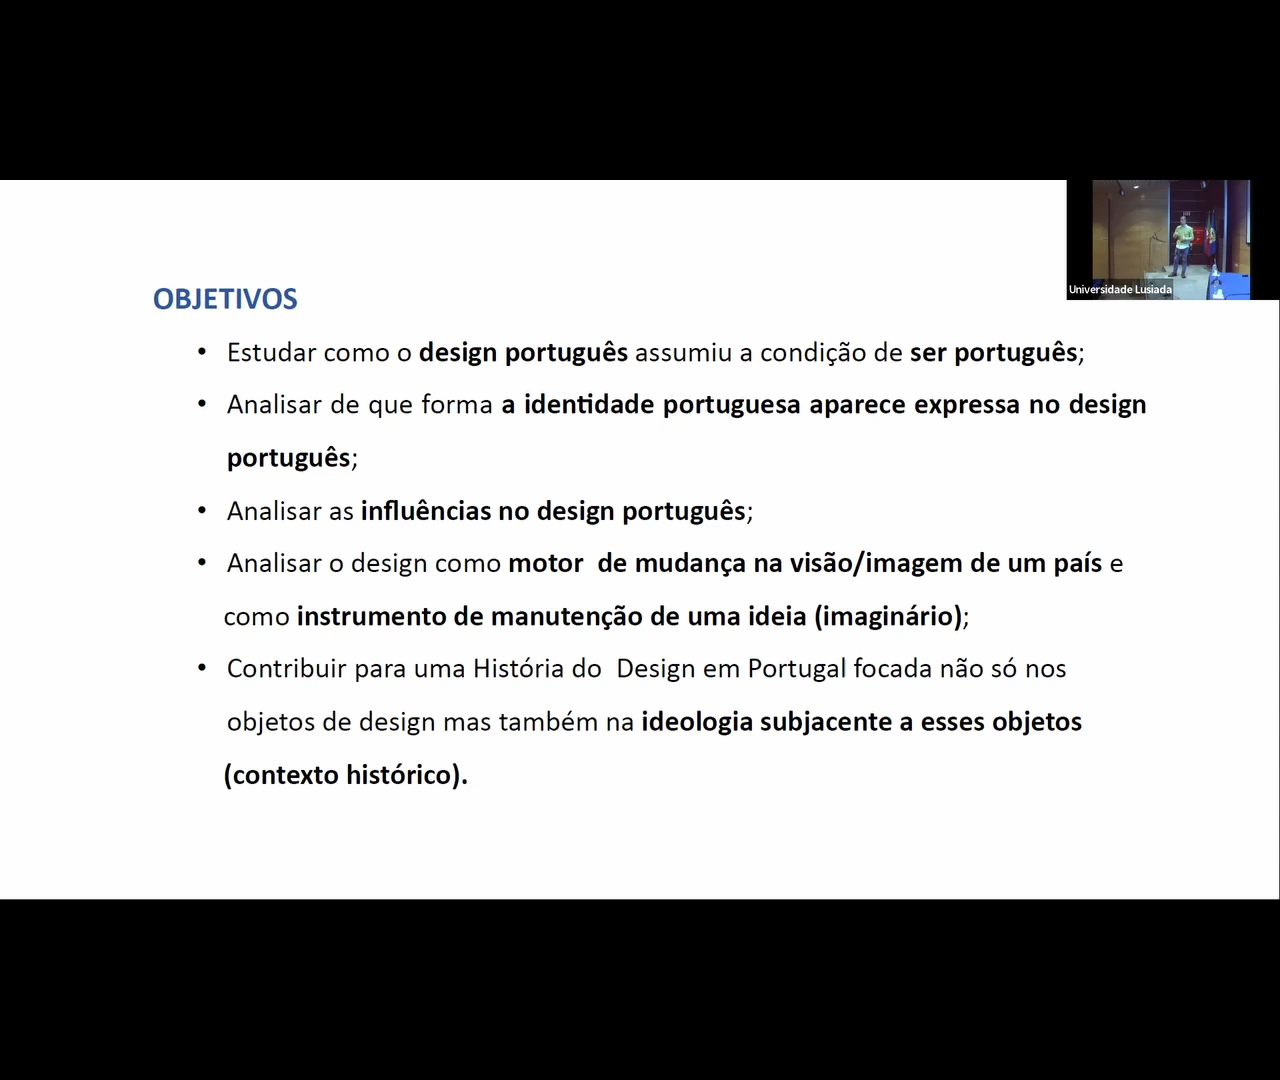 Universidade Lusiada
OBJETIVOS
• Estudar como o design português assumiu a condição de ser português;
• Analisar de que forma a identidade portuguesa aparece expressa no design
português;
• Analisar as influências no design português;
• Analisar o design como motor  de mudança na visão/imagem de um país e
como instrumento de manutenção de uma ideia (imaginário);
• Contribuir para uma História do  Design em Portugal focada não só nos
objetos de design mas também na ideologia subjacente a esses objetos
(contexto histórico).